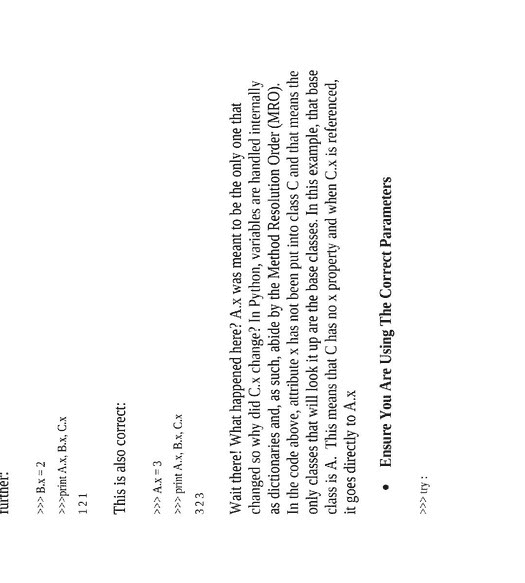 further:
>>> B.x = 2
>>>print A.x, B.x, C.x
1 2 1
This is also correct:
>>> A.x = 3
>>> print A.x, B.x, C.x
3 2 3
Wait there! What happened here? A.x was meant to be the only one that
changed so why did C.x change? In Python, variables are handled internally
as dictionaries and, as such, abide by the Method Resolution Order (MRO).
In the code above, attribute x has not been put into class C and that means the
only classes that will look it up are the base classes. In this example, that base
class is A.  This means that C has no x property and when C.x is referenced,
it goes directly to A.x
● Ensure You Are Using The Correct Parameters
>>> try :